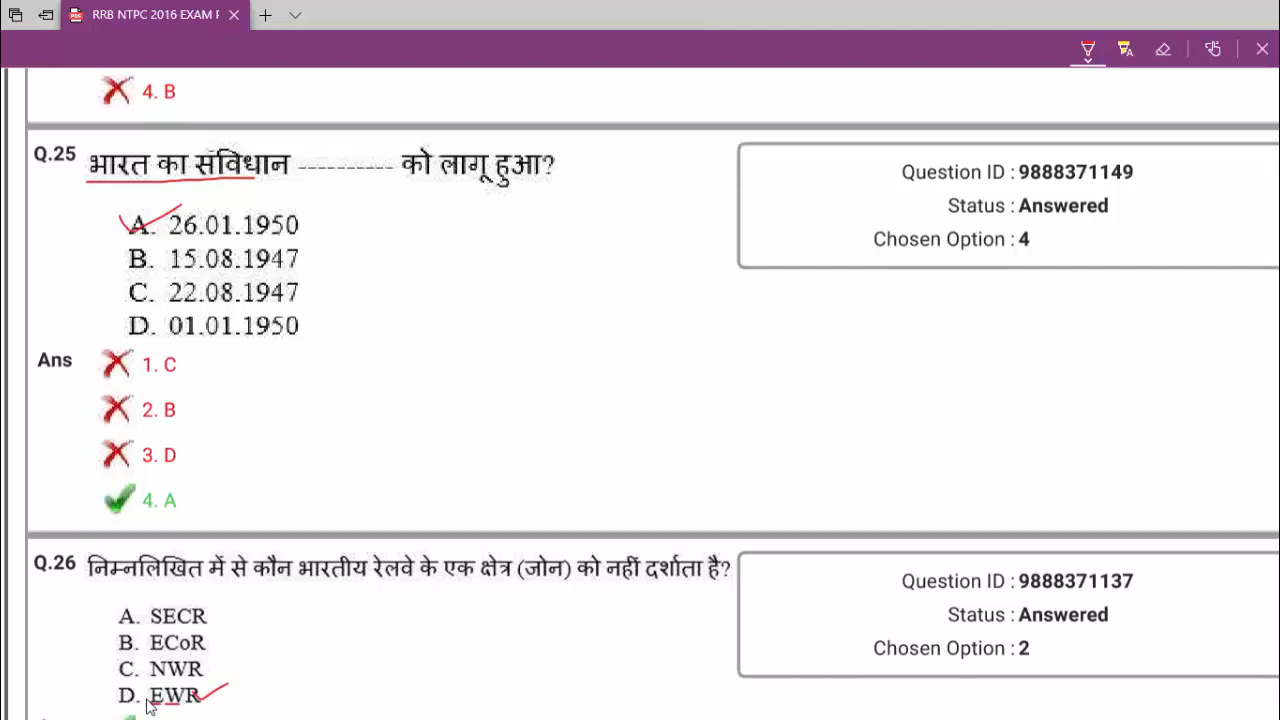 RRB NTPC 2016 EXAM F
4. B
Q.25 भारत का संविधान ---------- को लागू हुआ?
A. 26.01.1950
B. 15.08.1947
C. 22.08.1947
D. 01.01.1950
Question ID : 9888371149
Status : Answered
Chosen Option : 4
Ans
1. C
2. B
3. D
4. A
Q.26 निम्नलिखित में से कौन भारतीय रेलवे के एक क्षेत्र (जोन) को नहीं दर्शाता है?
A. SECR
B. ECoR
C. NWR
D. EWR
Question ID : 9888371137
Status : Answered
Chosen Option : 2